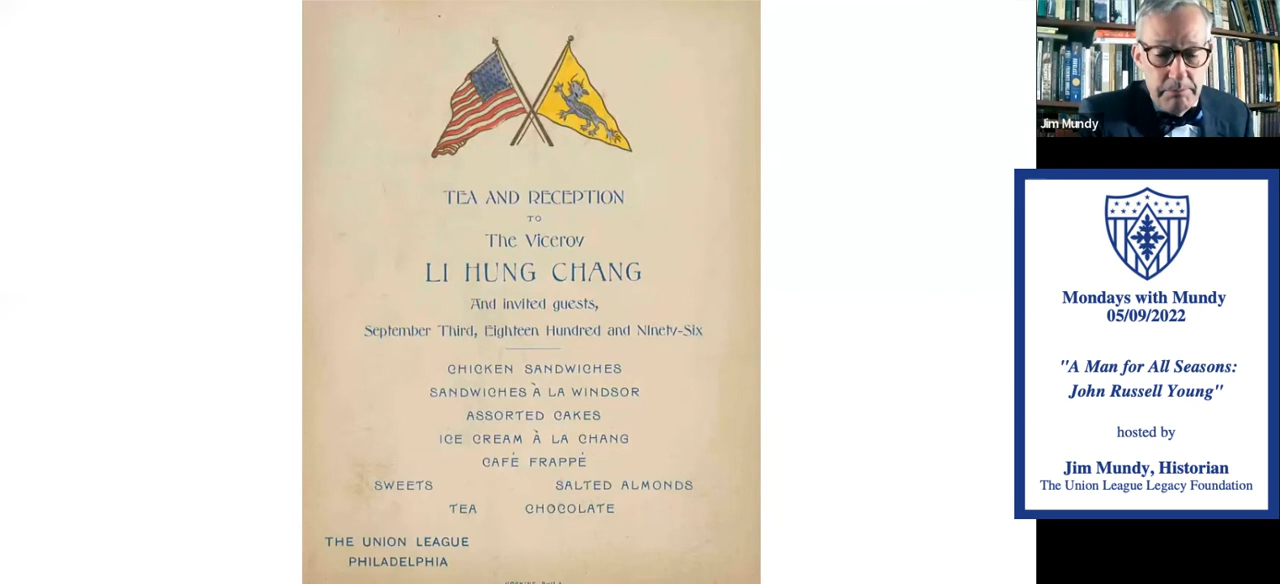 TEA AND RECEPTION
TO
The Viceroy
LI HUNG CHANG
And invited guests,
September Third, Eighteen Hundred and Ninety-Six
CHICKEN SANDWICHES
SANDWICHES À LA WINDSOR
ASSORTED CAKES
ICE CREAM À LA CHANG
CAFÉ FRAPPÉ
SWEETS SALTED ALMONDS
TEA CHOCOLATE
THE UNION LEAGUE
PHILADELPHIA
Jim Mundy
Mondays with Mundy
05/09/2022
"A Man for All Seasons:
John Russell Young"
hosted by
Jim Mundy, Historian
The Union League Legacy Foundation